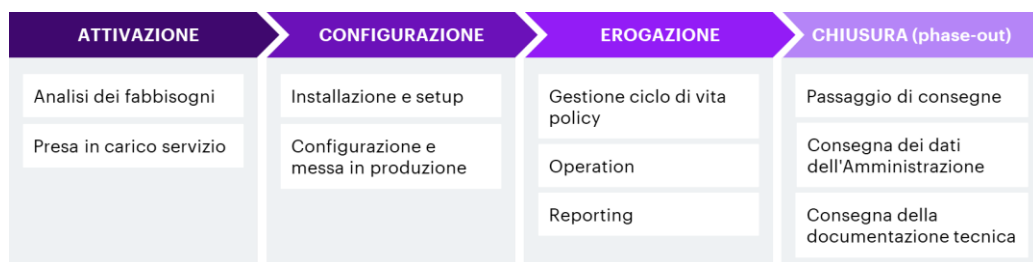 ATTIVAZIONE
CONFIGURAZIONE
EROGAZIONE
CHIUSURA (phase-out)
Analisi dei fabbisogni
Presa in carico servizio
Installazione e setup
Configurazione e
messa in produzione
Gestione ciclo di vita
policy
Operation
Reporting
Passaggio di consegne
Consegna dei dati
dell'Amministrazione
Consegna della
documentazione tecnica